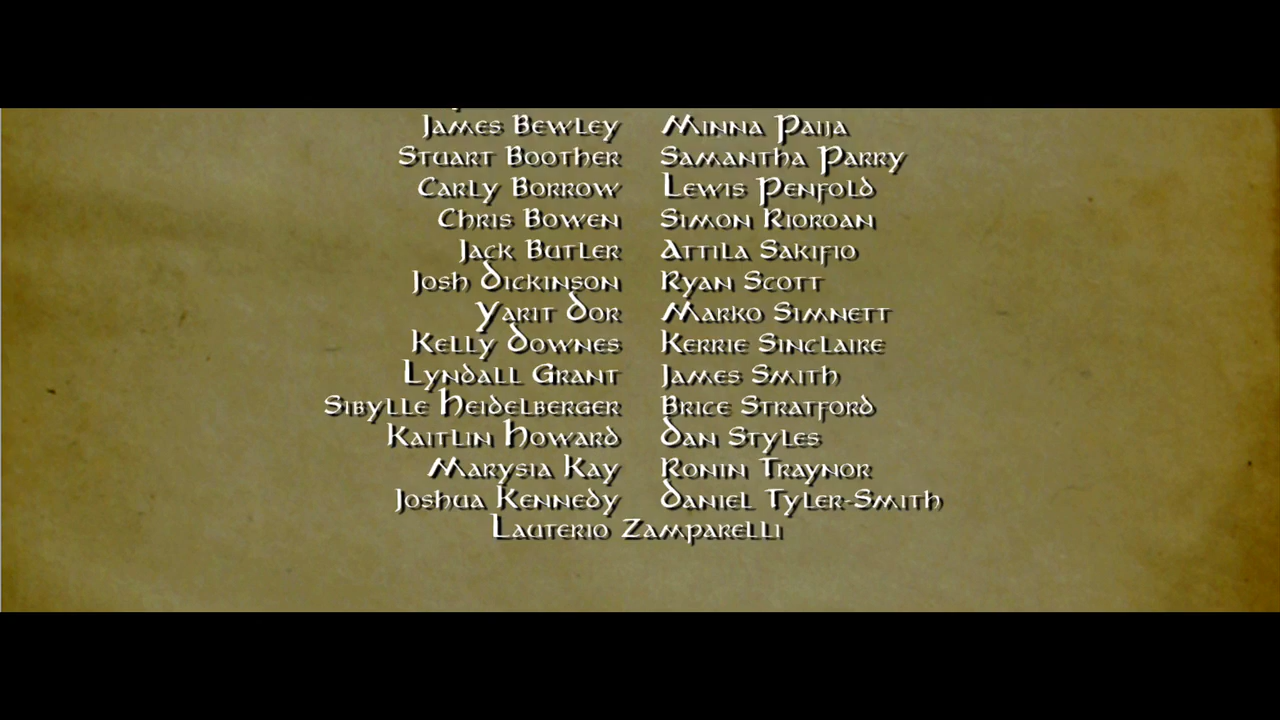 James Bewley Minna Paija
Stuart Boother Samantha Parry
Carly Borrow Lewis Penfold
Chris Bowen Simon Riordan
Jack Butler Attila Sakifio
Josh Dickinson Ryan Scott
Yarit Dor Marko Simnett
Kelly Downes Kerrie Sinclaire
Lyndall Grant James Smith
Sibylle Heidelberger Brice Stratford
Kaitlin Howard Dan Styles
Marysia Kay Ronin Traynor
Joshua Kennedy Daniel Tyler-Smith
Lauterio Zamparelli